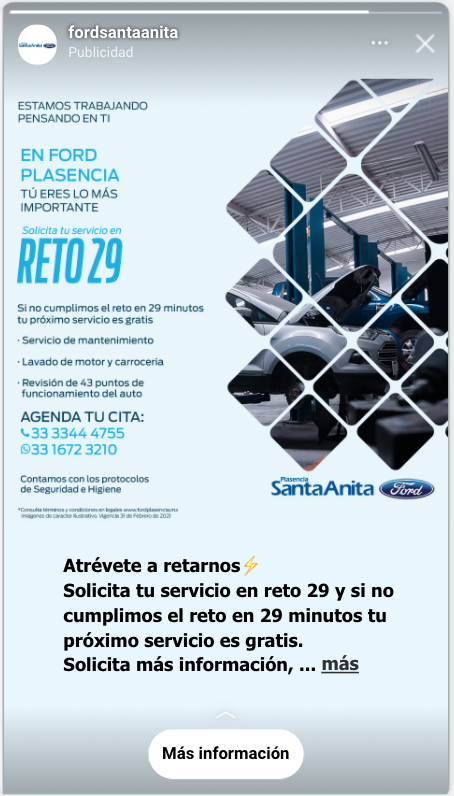 fordsantaanita
Publicidad
ESTAMOS TRABAJANDO
PENSANDO EN TI
EN FORD
PLASENCIA
TÚ ERES LO MÁS
IMPORTANTE
Solicita tu servicio en
RETO 29
Si no cumplimos el reto en 29 minutos
tu próximo servicio es gratis
· Servicio de mantenimiento
· Lavado de motor y carrocería
· Revisión de 43 puntos de
funcionamiento del auto
AGENDA TU CITA:
33 3344 4755
33 1672 3210
Contamos con los protocolos
de Seguridad e Higiene
Plasencia
SantaAnita Ford
*Consulta términos y condiciones en legales www.fordplasencia.mx
Imágenes de carácter ilustrativo. Vigencia 31 de Febrero de 2021
Atrévete a retarnos⚡
Solicita tu servicio en reto 29 y si no
cumplimos el reto en 29 minutos tu
próximo servicio es gratis.
Solicita más información, ... más
Más información